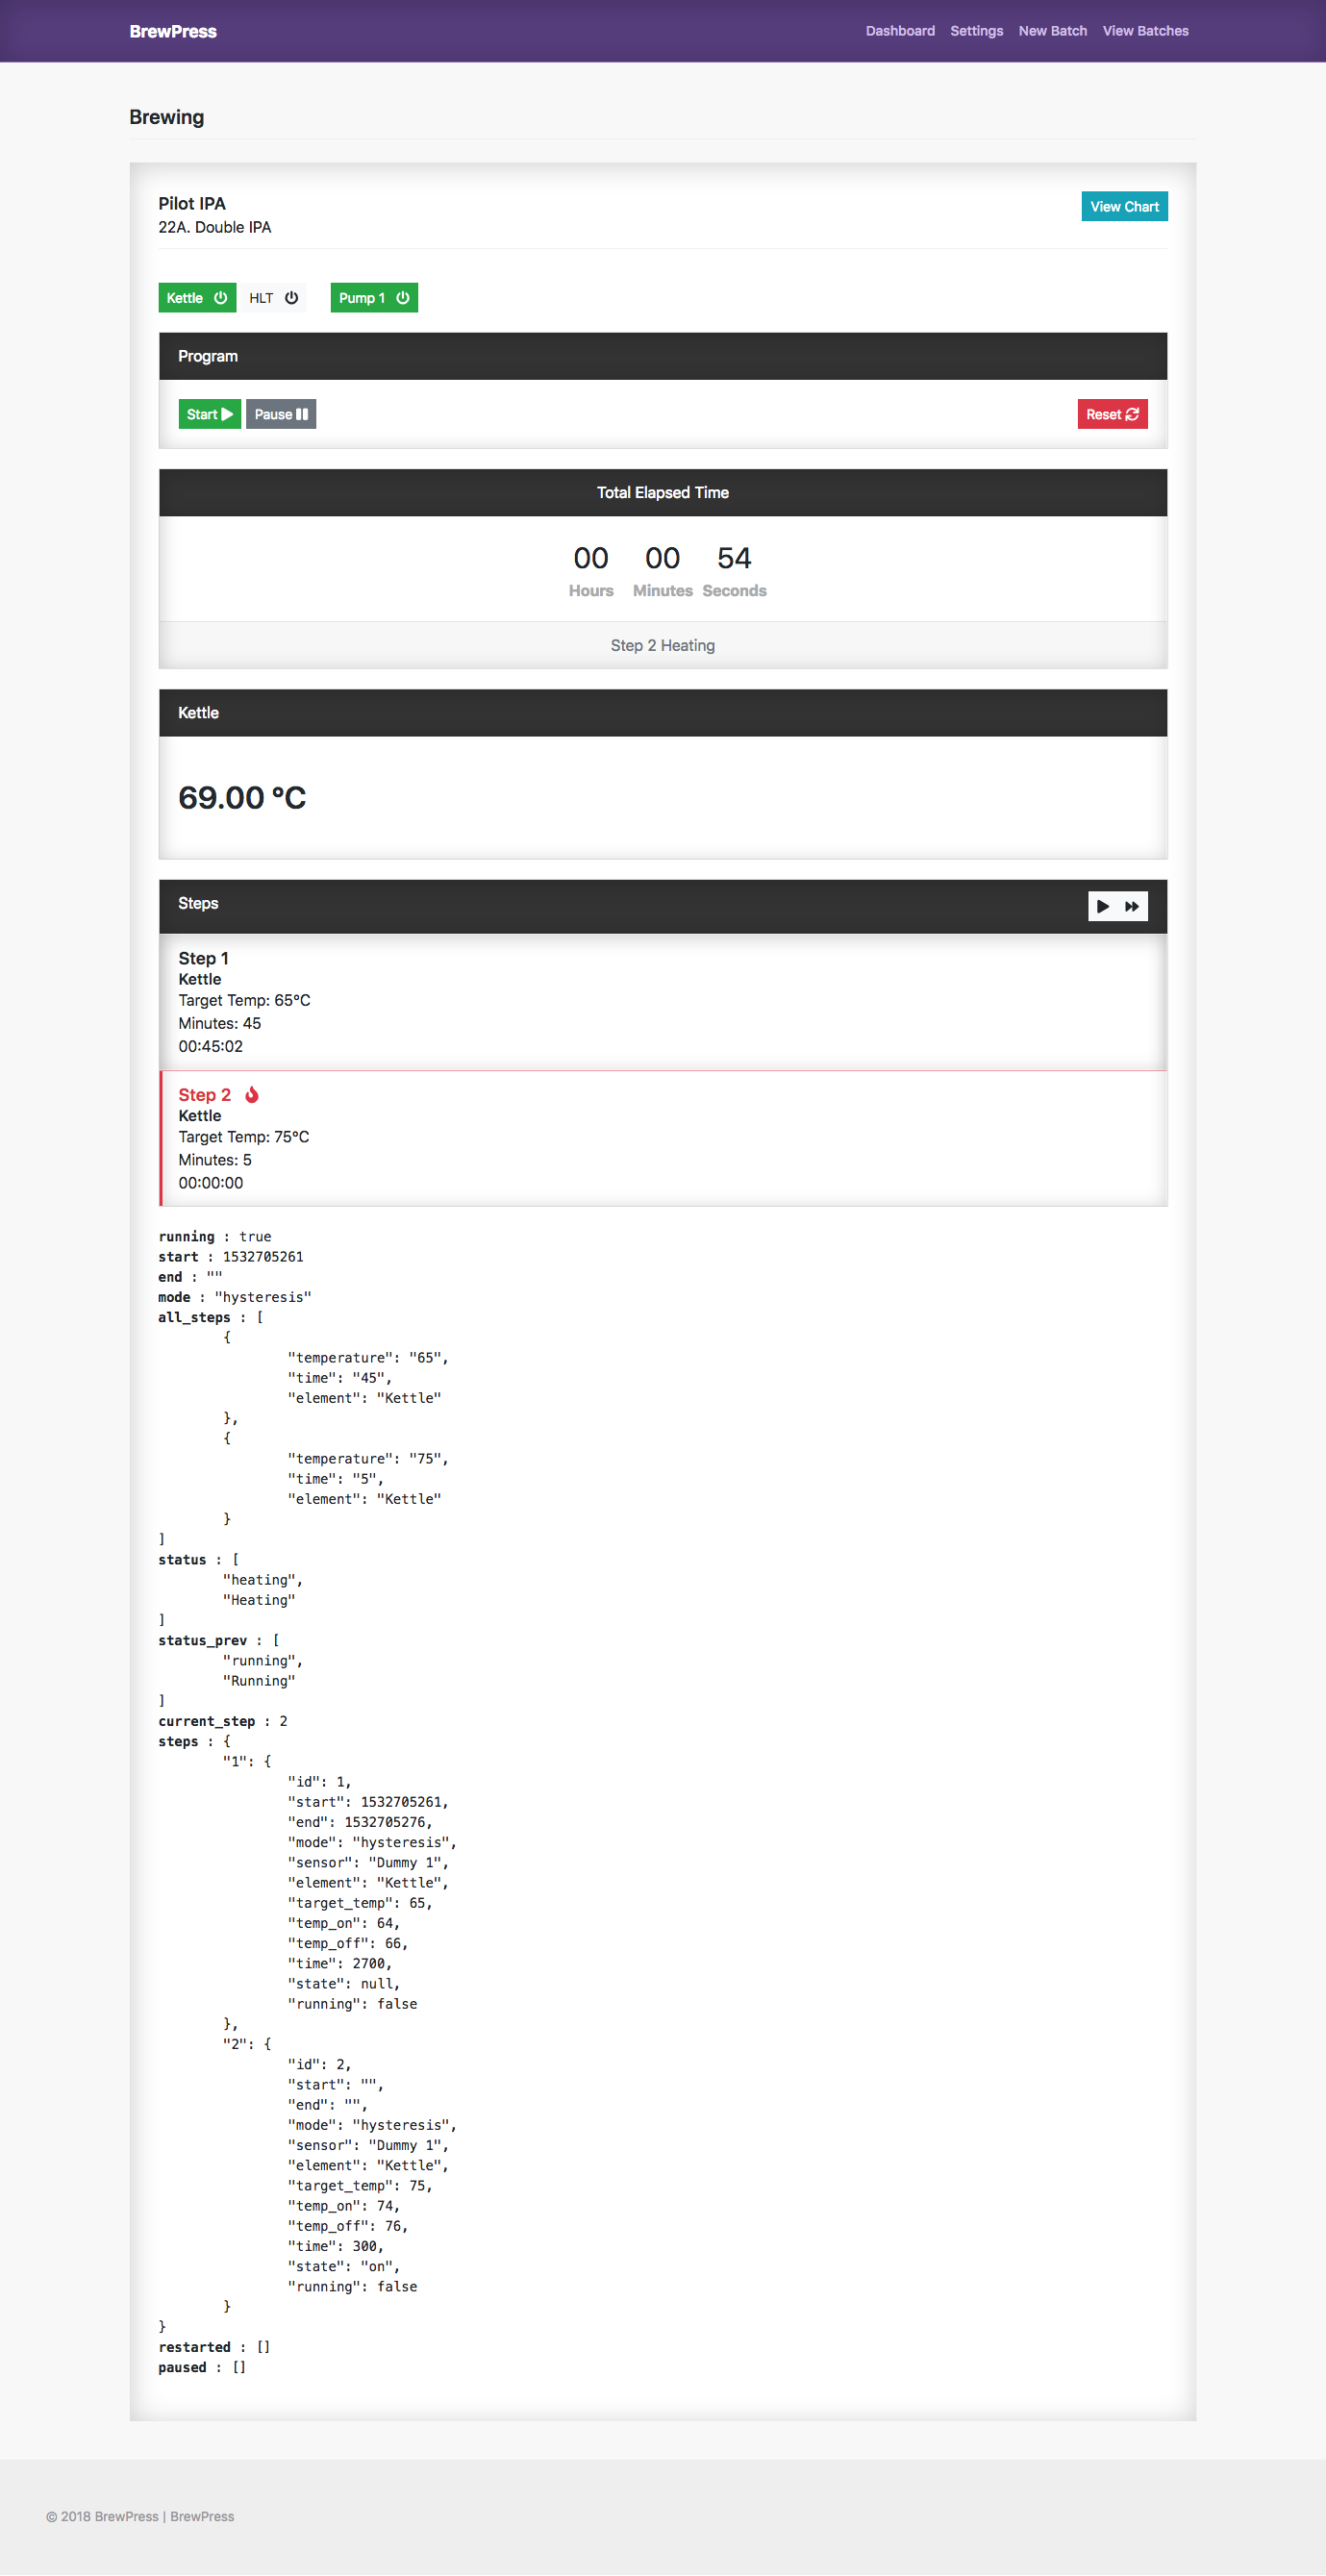 BrewPress
Dashboard Settings New Batch View Batches
Brewing
Pilot IPA
View Chart
22A. Double IPA
Kettle HLT Pump 1
Program
Start Pause Reset
Total Elapsed Time
00 00 54
Hours Minutes Seconds
Step 2 Heating
Kettle
69.00 °C
Steps
Step 1
Kettle
Target Temp: 65°C
Minutes: 45
00:45:02
Step 2
Kettle
Target Temp: 75°C
Minutes: 5
00:00:00
running : true
start : 1532705261
end : ""
mode : "hysteresis"
all_steps : [
{
"temperature": "65",
"time": "45",
"element": "Kettle"
},
{
"temperature": "75",
"time": "5",
"element": "Kettle"
}
]
status : [
"heating",
"Heating"
]
status_prev : [
"running",
"Running"
]
current_step : 2
steps : {
"1": {
"id": 1,
"start": 1532705261,
"end": 1532705276,
"mode": "hysteresis",
"sensor": "Dummy 1",
"element": "Kettle",
"target_temp": 65,
"temp_on": 64,
"temp_off": 66,
"time": 2700,
"state": null,
"running": false
},
"2": {
"id": 2,
"start": "",
"end": "",
"mode": "hysteresis",
"sensor": "Dummy 1",
"element": "Kettle",
"target_temp": 75,
"temp_on": 74,
"temp_off": 76,
"time": 300,
"state": "on",
"running": false
}
}
restarted : []
paused : []
© 2018 BrewPress | BrewPress